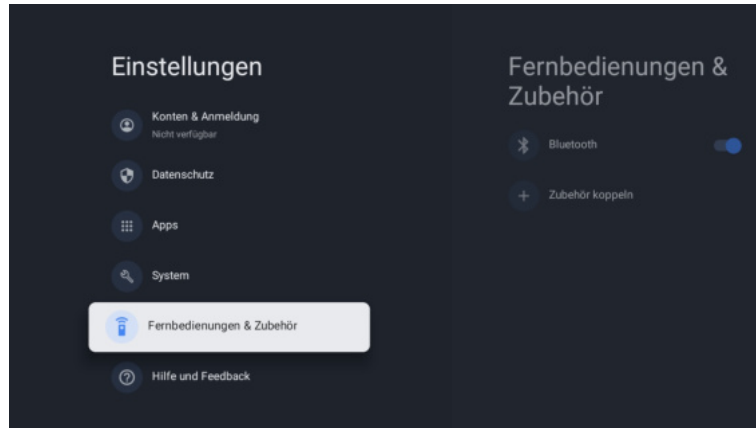 Einstellungen
Konten & Anmeldung
Nicht verfügbar
Datenschutz
Apps
System
Fernbedienungen & Zubehör
Hilfe und Feedback
Fernbedienungen &
Zubehör
Bluetooth
Zubehör koppeln